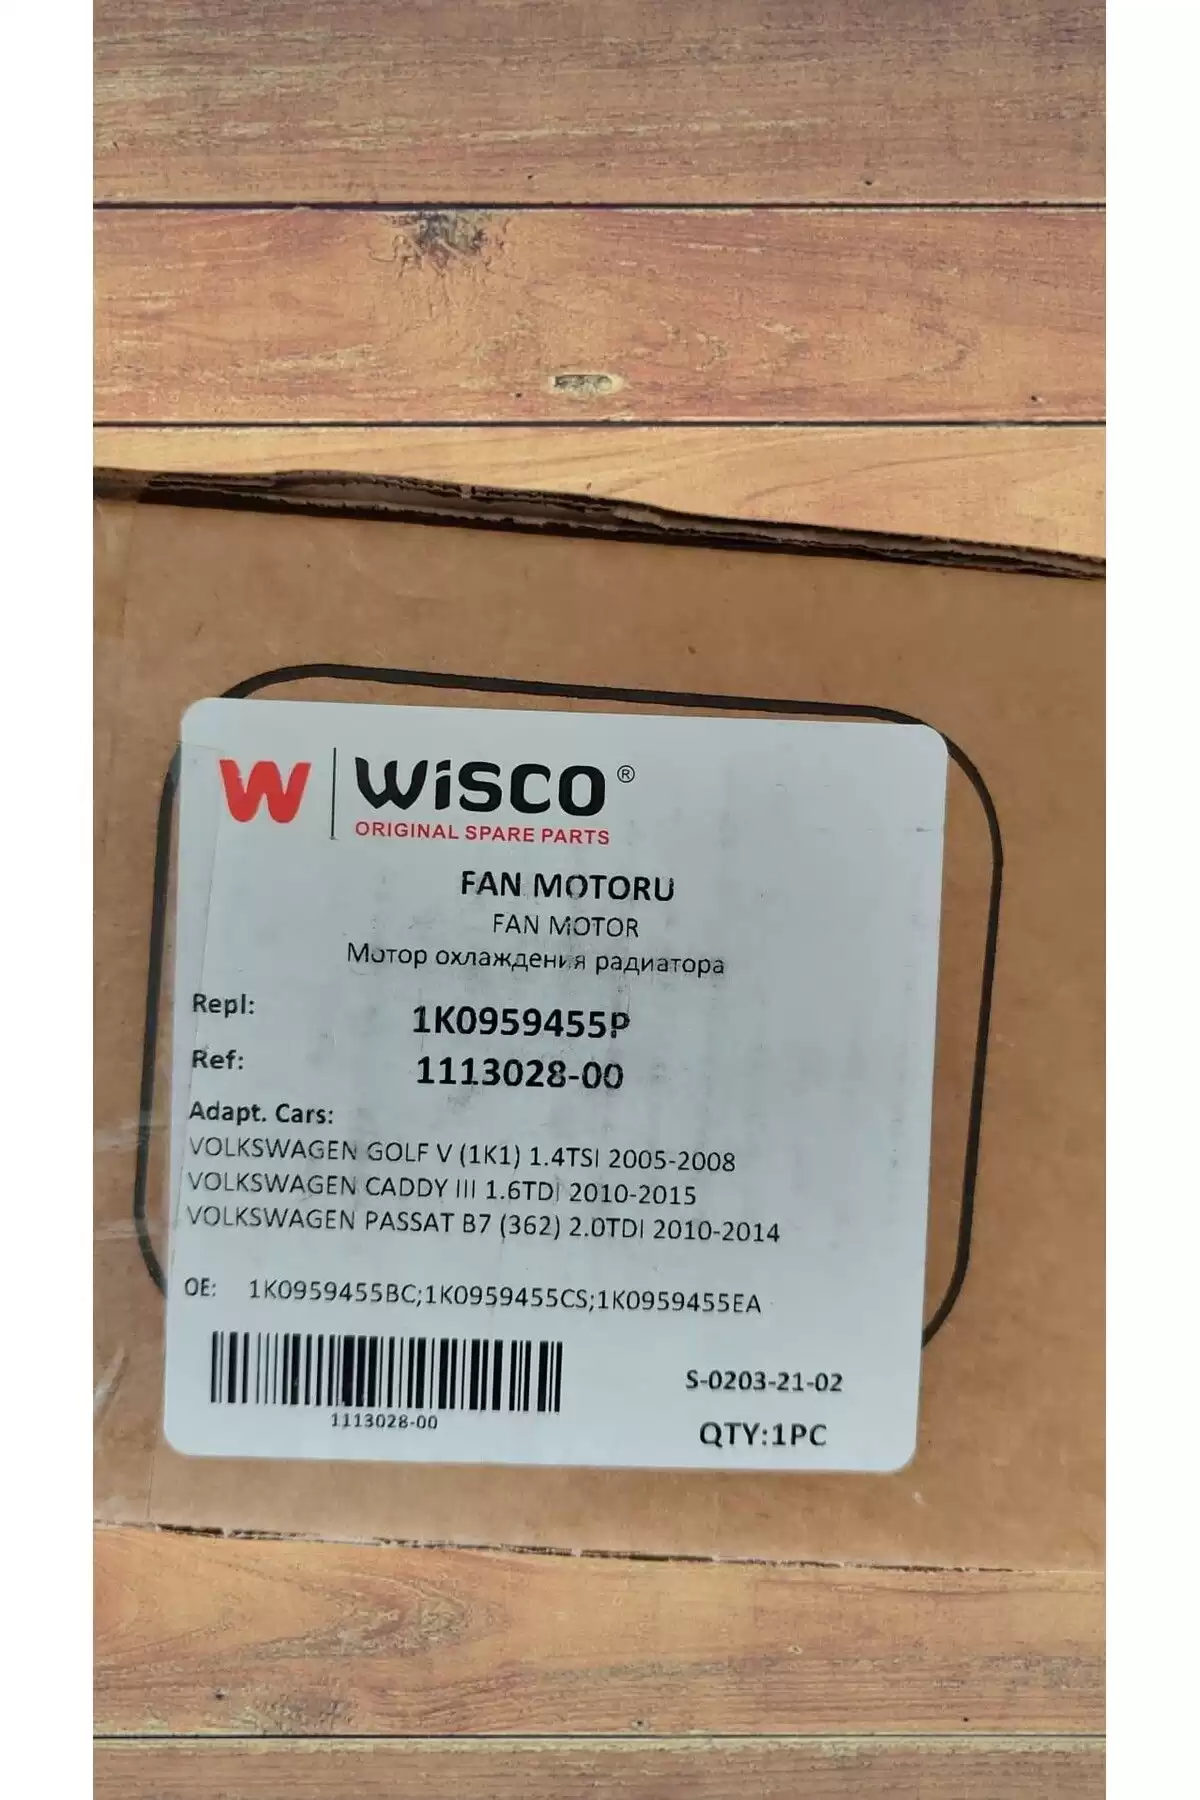 W WiSCO®
ORIGINAL SPARE PARTS
FAN MOTORU
FAN MOTOR
Мотор охлаждения радиатора
Repl: 1K0959455P
Ref: 1113028-00
Adapt. Cars:
VOLKSWAGEN GOLF V (1K1) 1.4TSI 2005-2008
VOLKSWAGEN CADDY III 1.6TDI 2010-2015
VOLKSWAGEN PASSAT B7 (362) 2.0TDI 2010-2014
OE: 1K0959455BC;1K0959455CS;1K0959455EA
1113028-00
S-0203-21-02
QTY:1PC